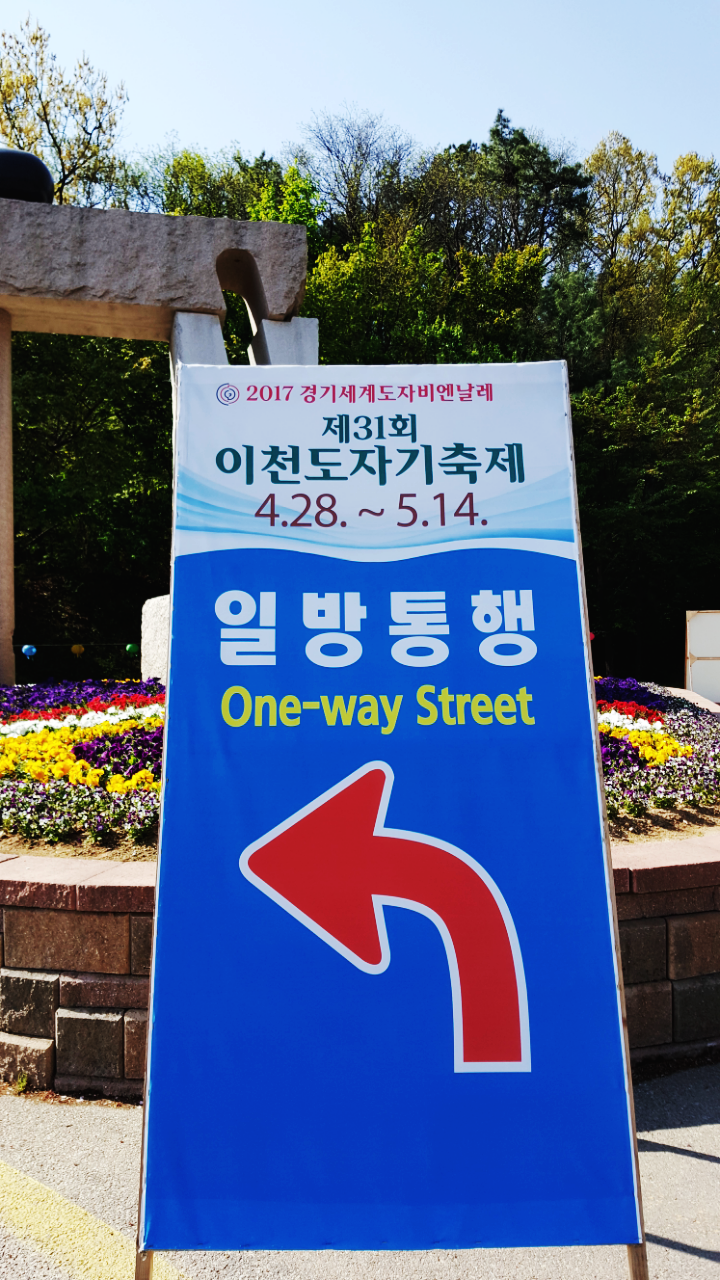 2017 경기세계도자비엔날레
제31회
이천도자기축제
4.28. ~ 5.14.
일방통행
One-way Street